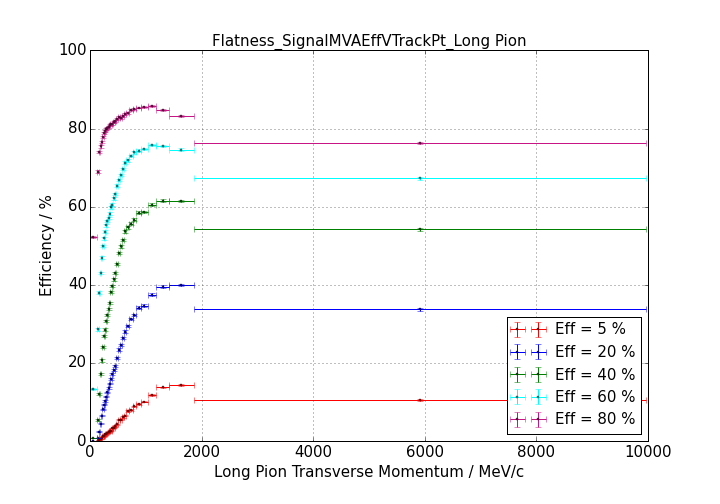 Flatness_SignalMVAEffVTrackPt_Long Pion
100
80
60
40
20
0
Efficiency / %
0 2000 4000 6000 8000 10000
Long Pion Transverse Momentum / MeV/c
Eff = 5 %
Eff = 20 %
Eff = 40 %
Eff = 60 %
Eff = 80 %